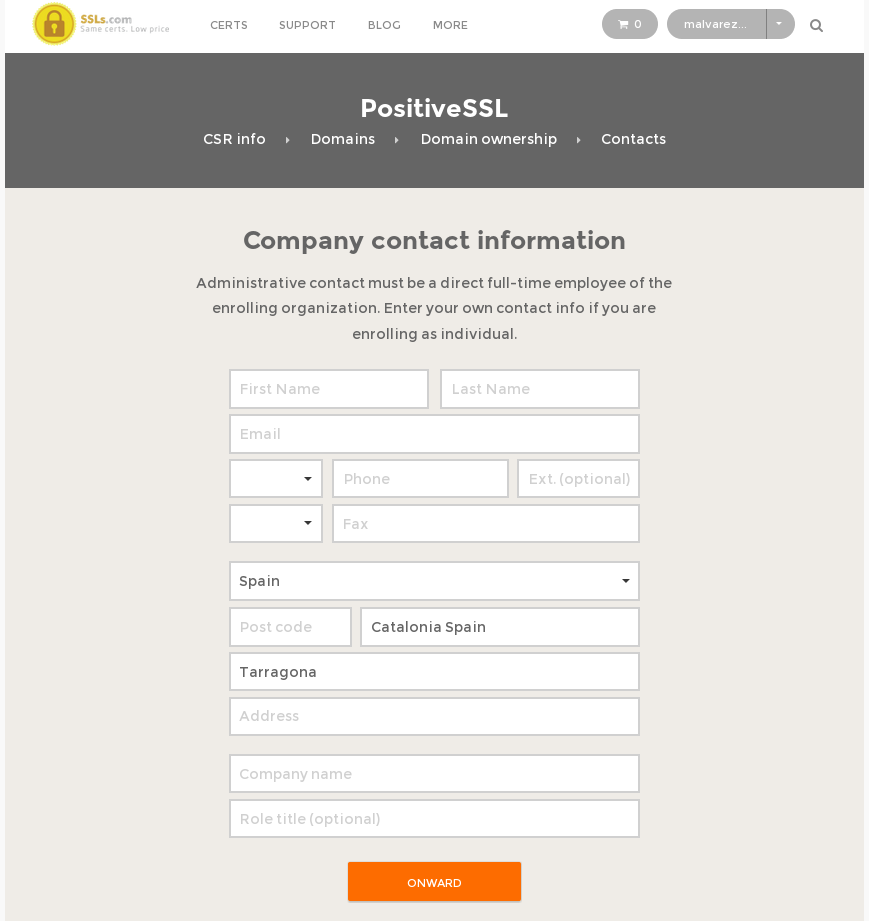 SSLs.com
Same certs. Low price
CERTS SUPPORT BLOG MORE
0 malvarez...
PositiveSSL
CSR info Domains Domain ownership Contacts
Company contact information
Administrative contact must be a direct full-time employee of the
enrolling organization. Enter your own contact info if you are
enrolling as individual.
First Name Last Name
Email
Phone Ext. (optional)
Fax
Spain
Post code Catalonia Spain
Tarragona
Address
Company name
Role title (optional)
ONWARD